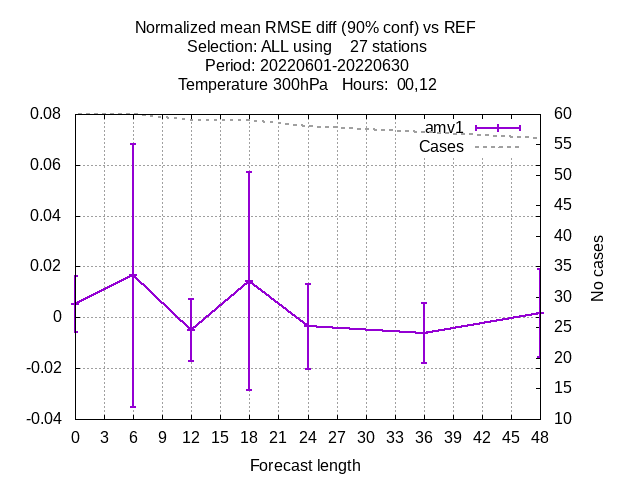 Normalized mean RMSE diff (90% conf) vs REF
Selection: ALL using    27 stations
Period: 20220601-20220630
Temperature 300hPa   Hours:  00,12
amv1
Cases
0.08
0.06
0.04
0.02
0
-0.02
-0.04
60
55
50
45
40
35
30
25
20
15
10
No cases
0 3 6 9 12 15 18 21 24 27 30 33 36 39 42 45 48
Forecast length